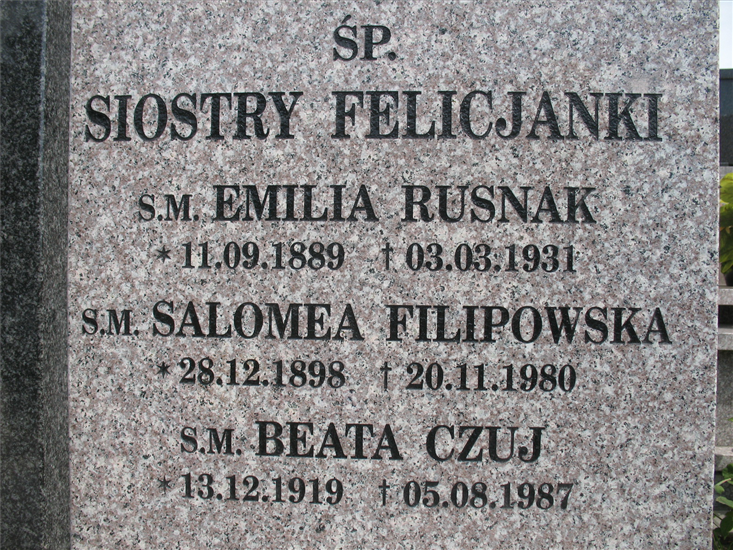 ŚP.
SIOSTRY FELICJANKI
S.M. EMILIA RUSNAK
* 11.09.1889 † 03.03.1931
S.M. SALOMEA FILIPOWSKA
* 28.12.1898 † 20.11.1980
S.M. BEATA CZUJ
* 13.12.1919 † 05.08.1987